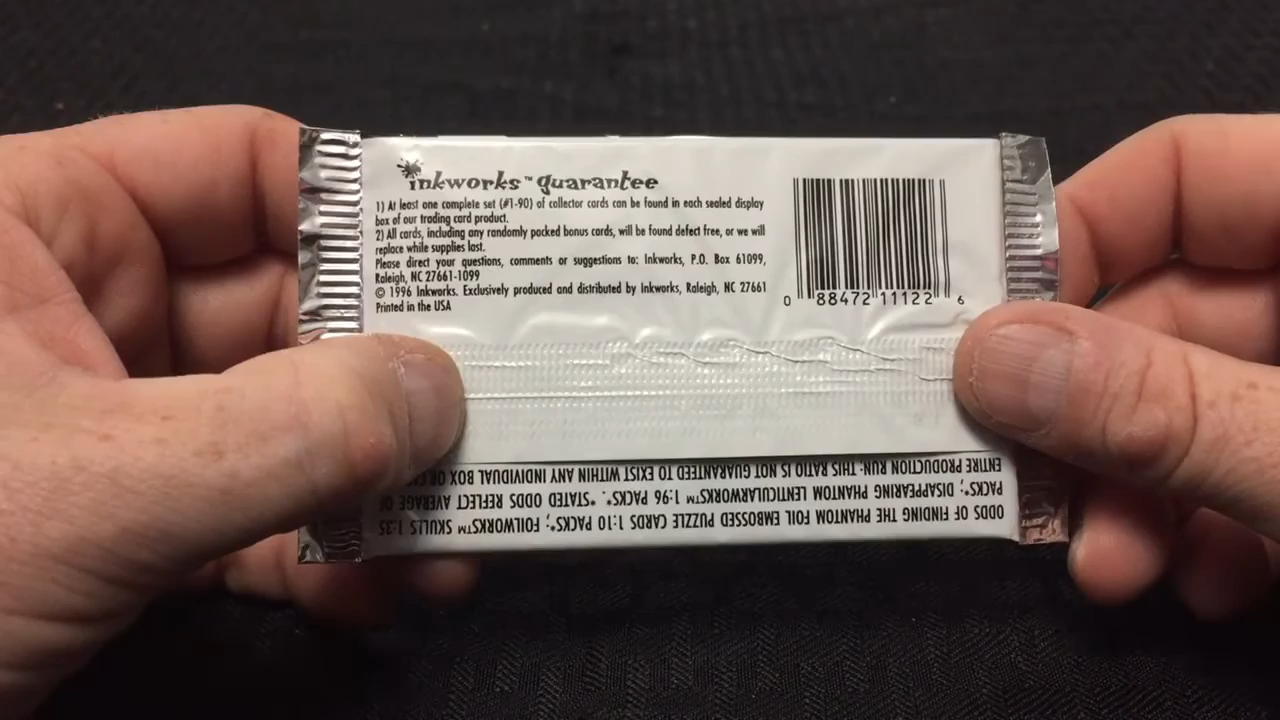 inkworks™ guarantee
1) At least one complete set (#1-90) of collector cards can be found in each sealed display
box of our trading card product.
2) All cards, including any randomly packed bonus cards, will be found defect free, or we will
replace while supplies last.
Please direct your questions, comments or suggestions to: Inkworks, P.O. Box 61099,
Raleigh, NC 27661-1099
© 1996 Inkworks. Exclusively produced and distributed by Inkworks, Raleigh, NC 27661
Printed in the USA
0 88472 11122 6
ODDS OF FINDING THE PHANTOM FOIL EMBOSSED PUZZLE CARDS 1:10 PACKS*; FOILWORKS™ SKULLS 1:35
PACKS*; DISAPPEARING PHANTOM LENTICULARWORKS™ 1:96 PACKS*. *STATED ODDS REFLECT AVERAGE OF
ENTIRE PRODUCTION RUN: THIS RATIO IS NOT GUARANTEED TO EXIST WITHIN ANY INDIVIDUAL BOX OR